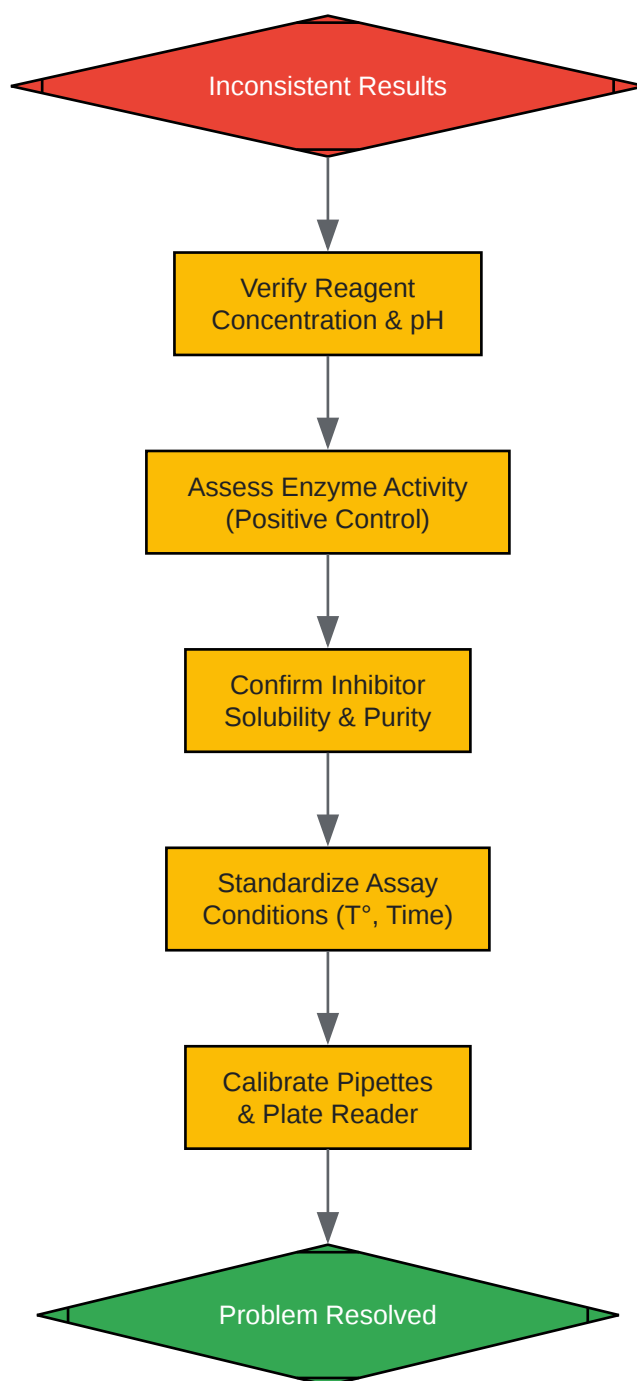 Inconsistent Results
Verify Reagent
Concentration & pH
Assess Enzyme Activity
(Positive Control)
Confirm Inhibitor
Solubility & Purity
Standardize Assay
Conditions (T°, Time)
Calibrate Pipettes
& Plate Reader
Problem Resolved